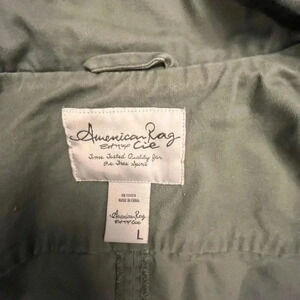 American Rag
Cie
Time Tested Quality for
the Free Spirit
MADE IN CHINA
American Rag
Cie
L